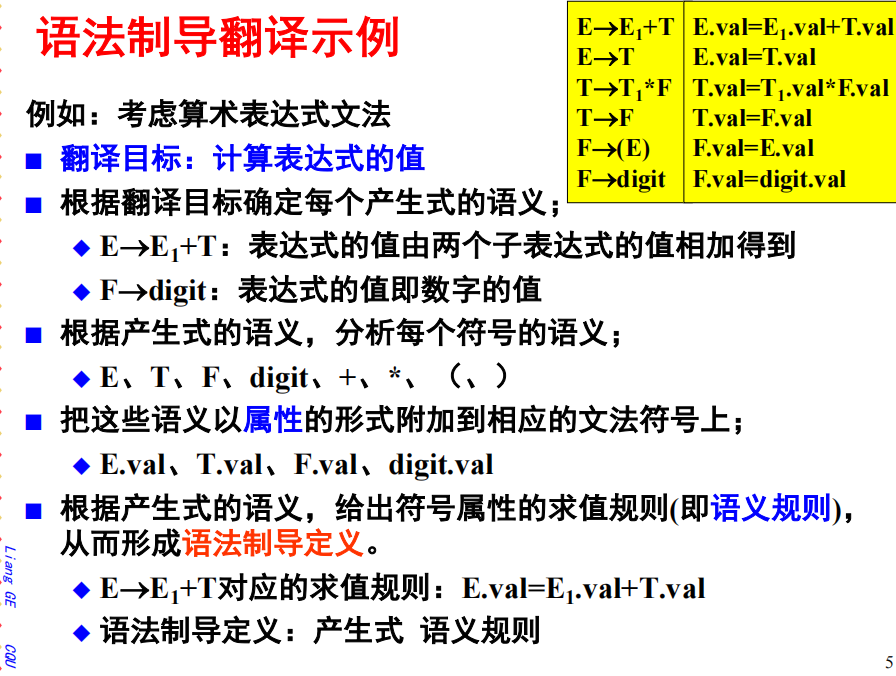 语法制导翻译示例
E→E₁+T E.val=E₁.val+T.val
E→T E.val=T.val
T→T₁*F T.val=T₁.val*F.val
T→F T.val=F.val
F→(E) F.val=E.val
F→digit F.val=digit.val
例如：考虑算术表达式文法
■ 翻译目标：计算表达式的值
■ 根据翻译目标确定每个产生式的语义；
◆ E→E₁+T：表达式的值由两个子表达式的值相加得到
◆ F→digit：表达式的值即数字的值
■ 根据产生式的语义，分析每个符号的语义；
◆ E、T、F、digit、+、*、（、）
■ 把这些语义以属性的形式附加到相应的文法符号上；
◆ E.val、T.val、F.val、digit.val
■ 根据产生式的语义，给出符号属性的求值规则(即语义规则)，
从而形成语法制导定义。
◆ E→E₁+T对应的求值规则：E.val=E₁.val+T.val
◆ 语法制导定义：产生式 语义规则
Liang GE CQU
5